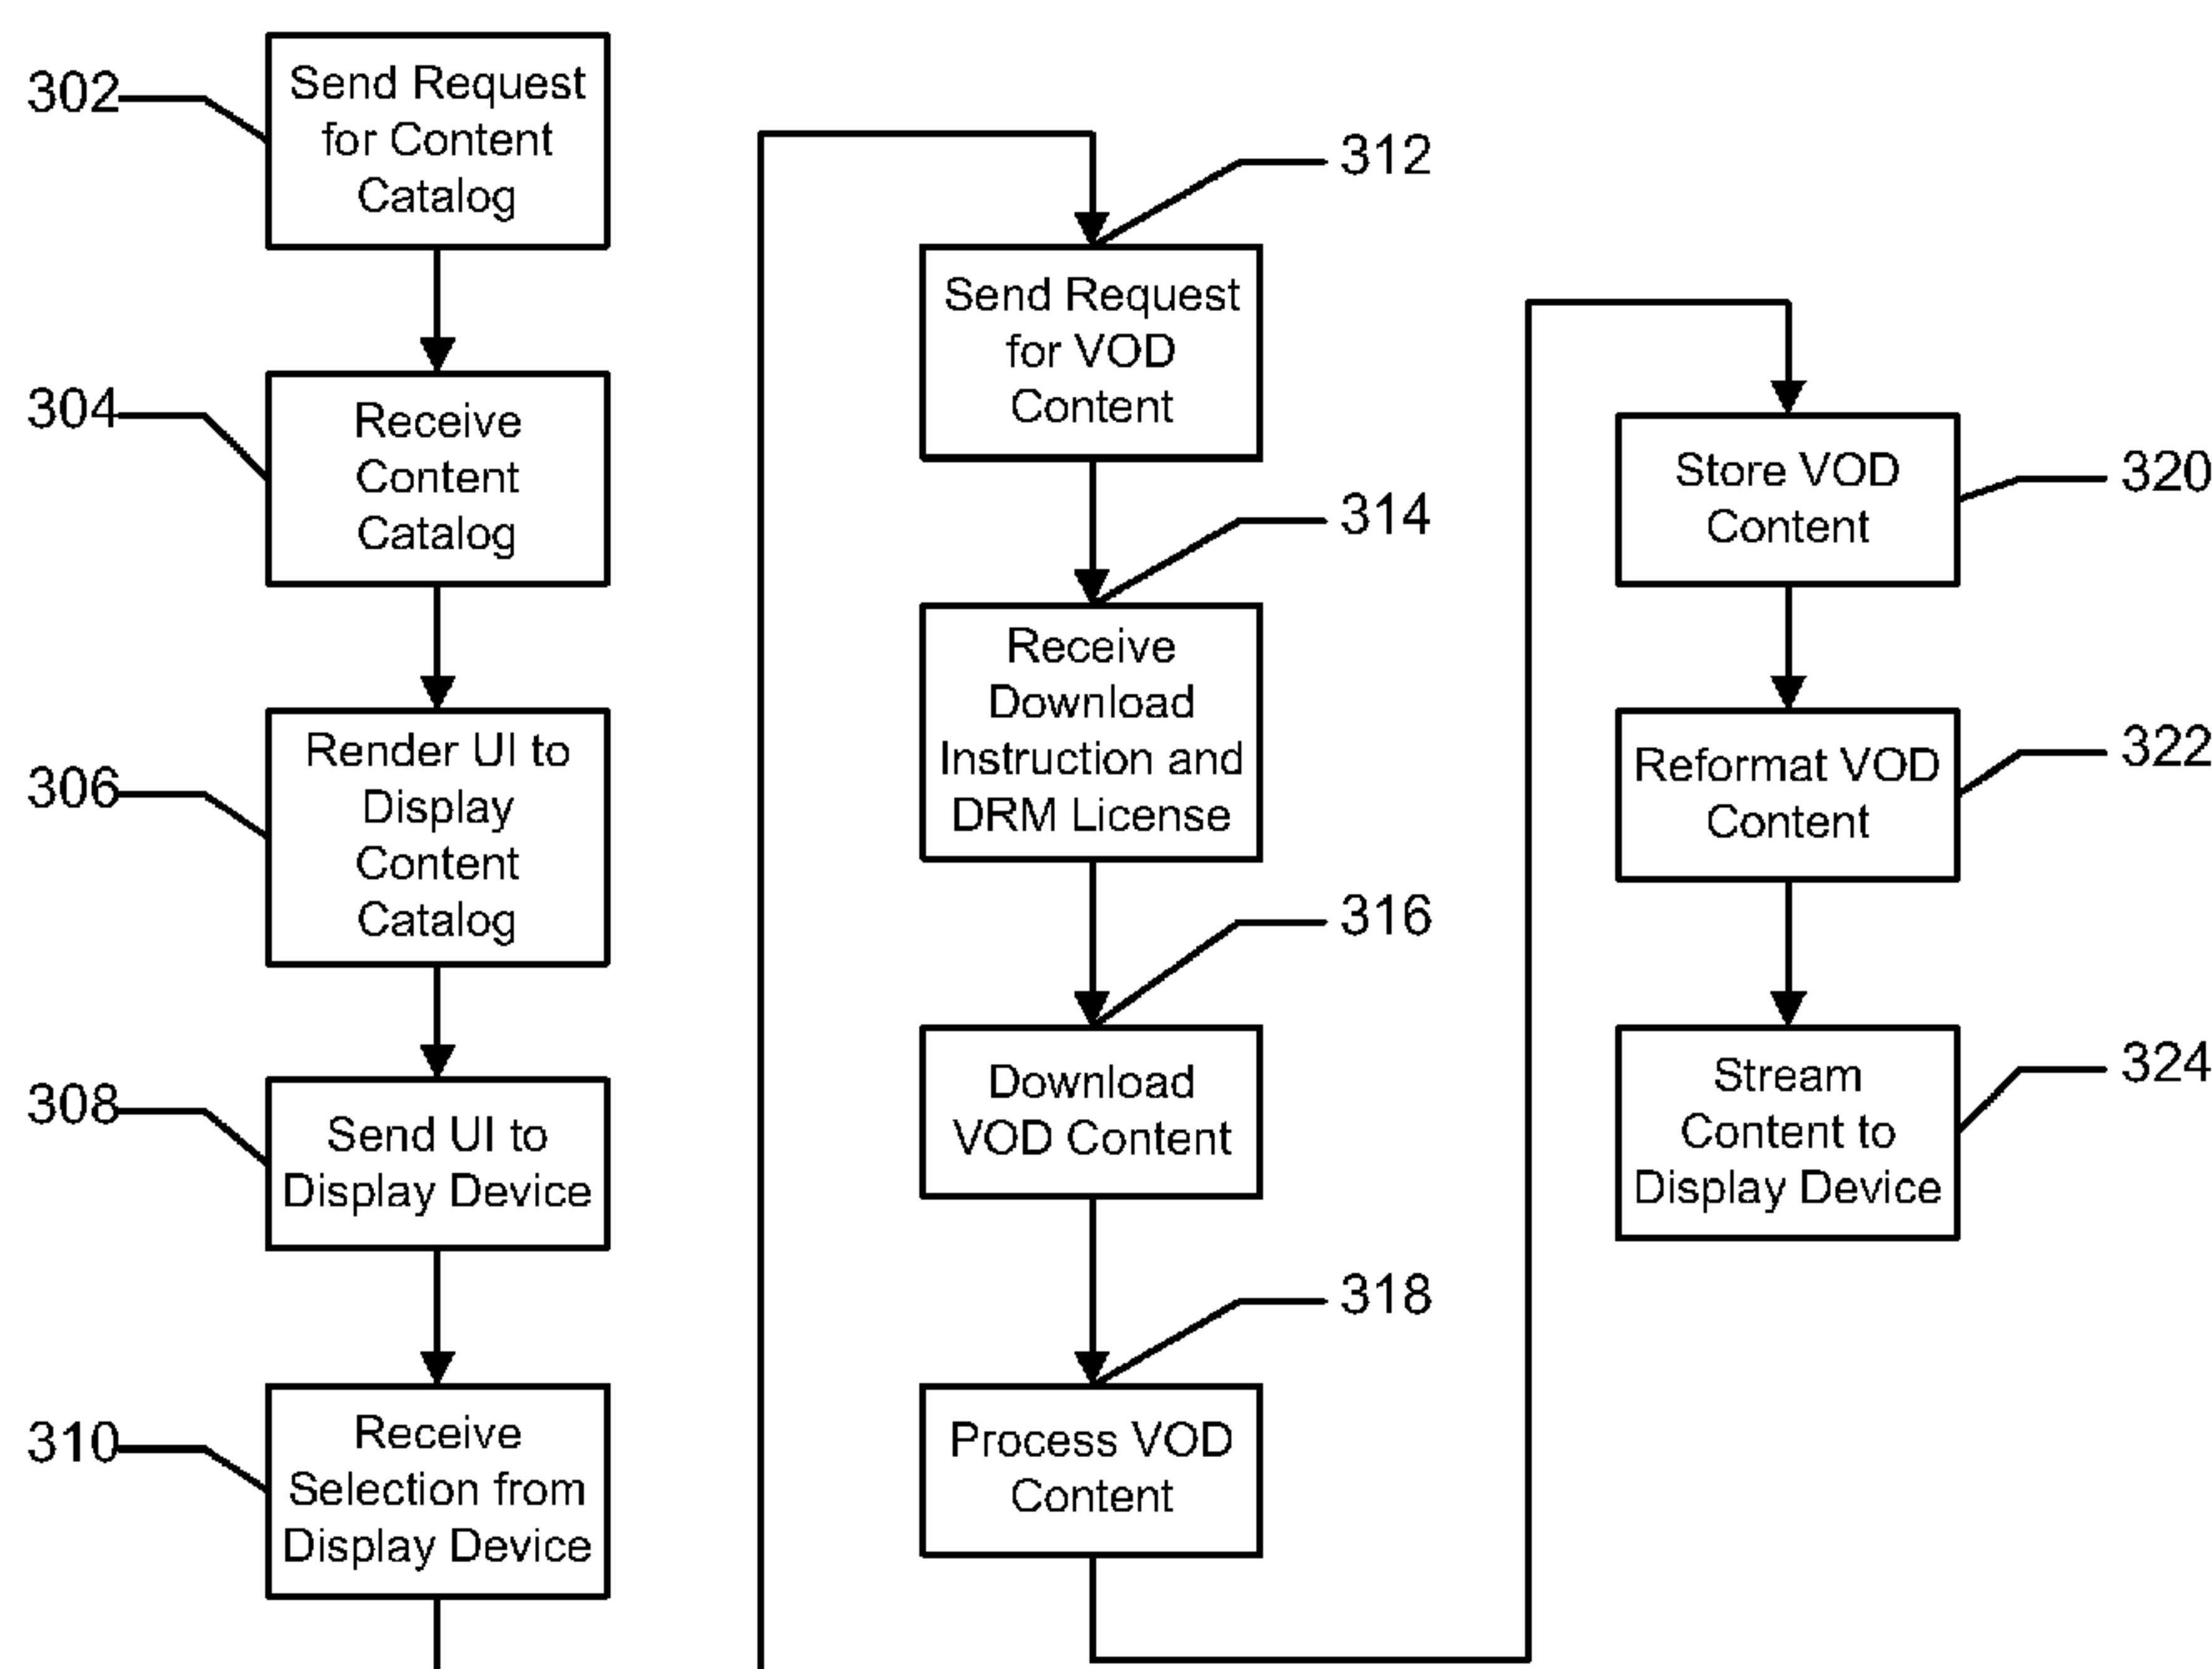 302
Send Request
for Content
Catalog
304
Receive
Content
Catalog
306
Render UI to
Display
Content
Catalog
308
Send UI to
Display Device
310
Receive
Selection from
Display Device
312
Send Request
for VOD
Content
314
Receive
Download
Instruction and
DRM License
316
Download
VOD Content
318
Process VOD
Content
320
Store VOD
Content
322
Reformat VOD
Content
324
Stream
Content to
Display Device